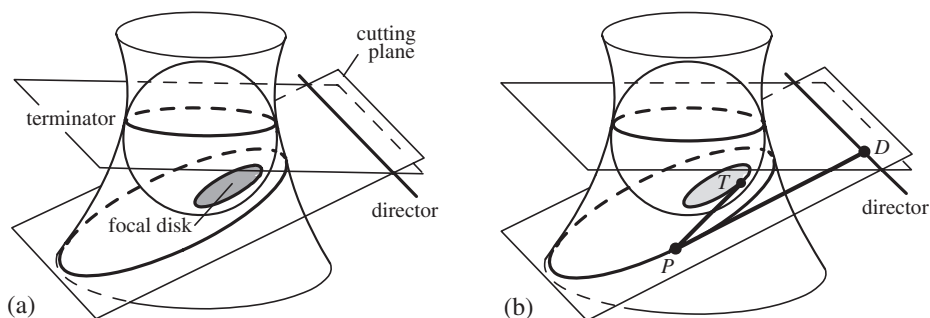 cutting
plane
terminator
focal disk
director
(a)
T
D
P
director
(b)